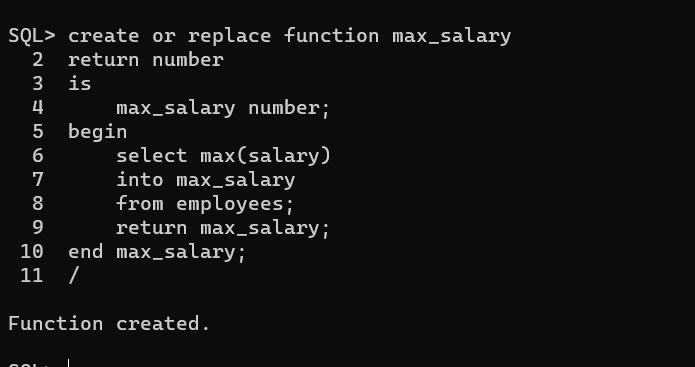 SQL> create or replace function max_salary
  2  return number
  3  is
  4      max_salary number;
  5  begin
  6      select max(salary)
  7      into max_salary
  8      from employees;
  9      return max_salary;
 10  end max_salary;
 11  /
Function created.
SQL>